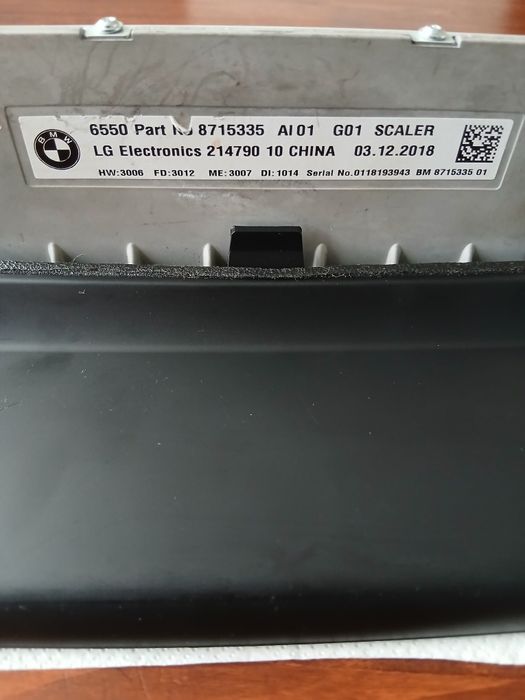 BMW
6550 Part No 8715335 AI 01 G01 SCALER
LG Electronics 214790 10 CHINA 03.12.2018
HW:3006 FD:3012 ME:3007 DI:1014 Serial No.0118193943 BM 8715335 01